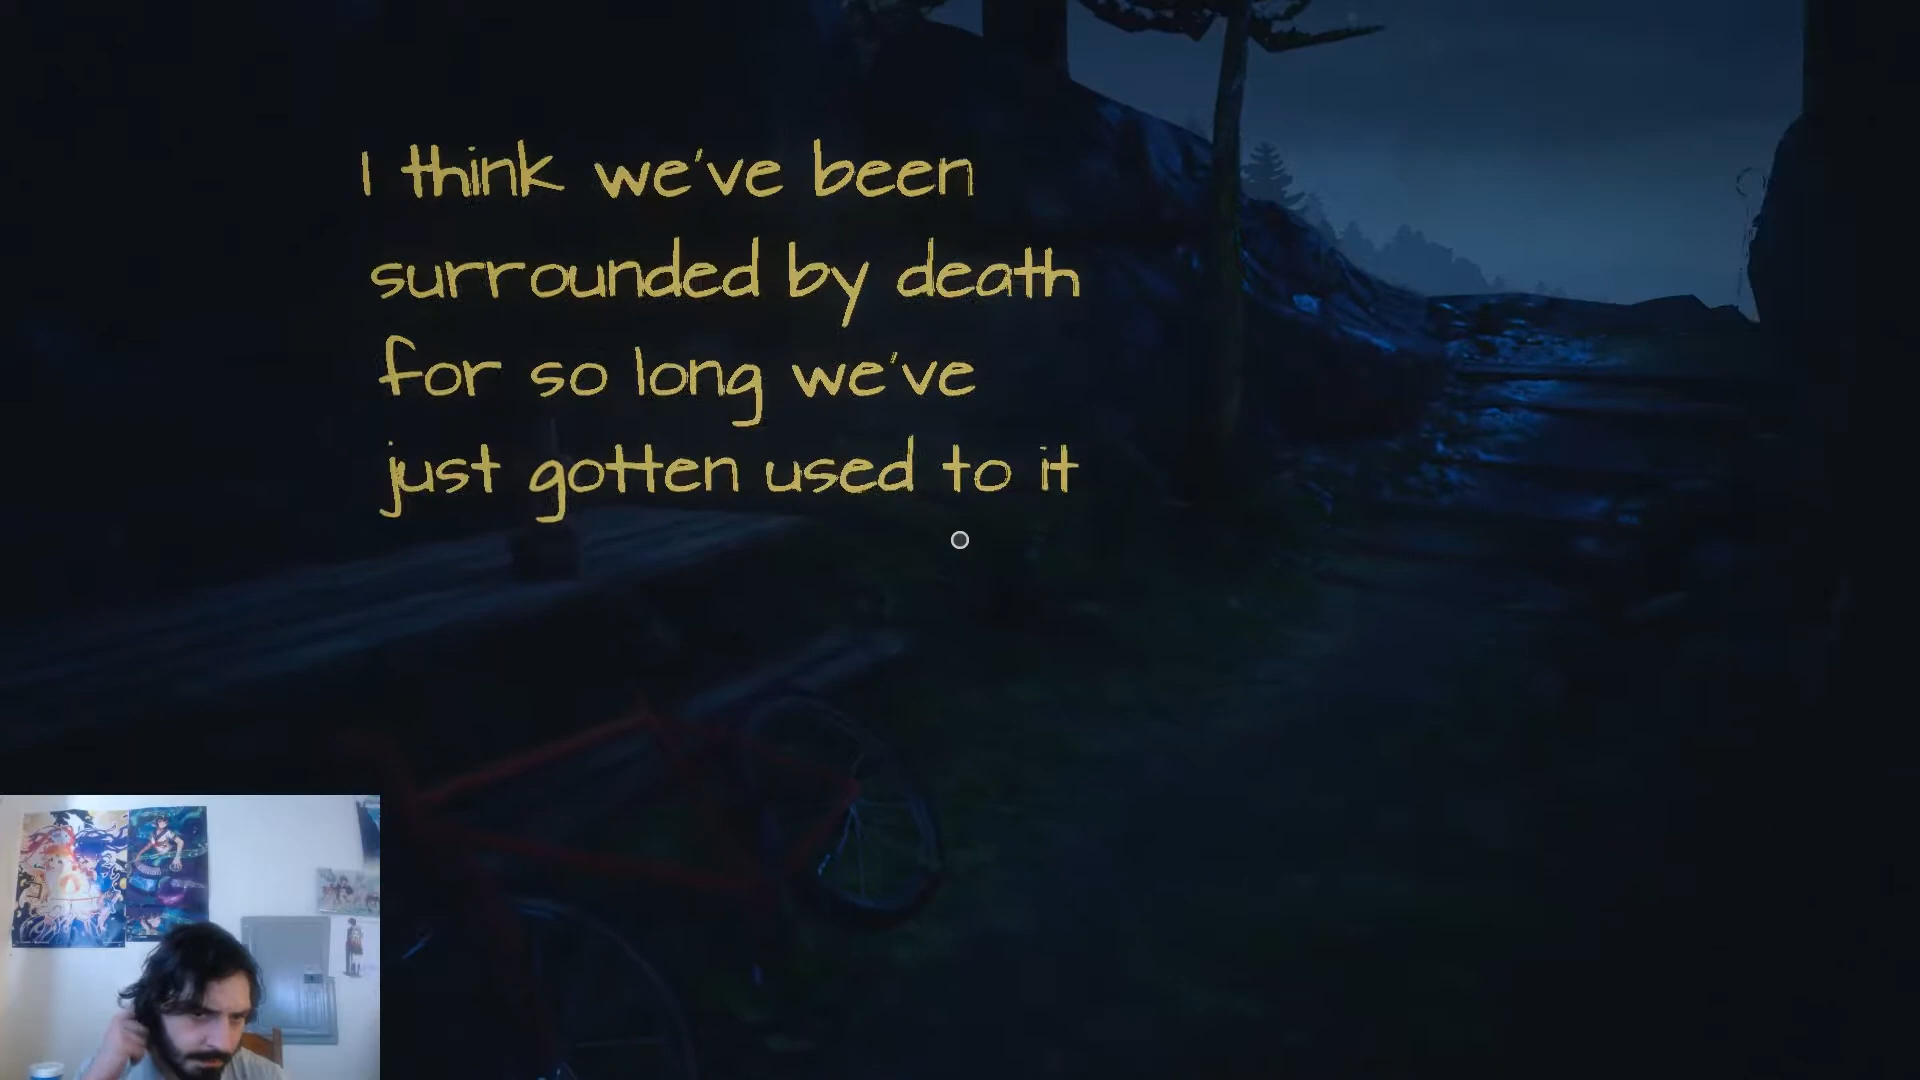 I think we've been
surrounded by death
for so long we've
just gotten used to it